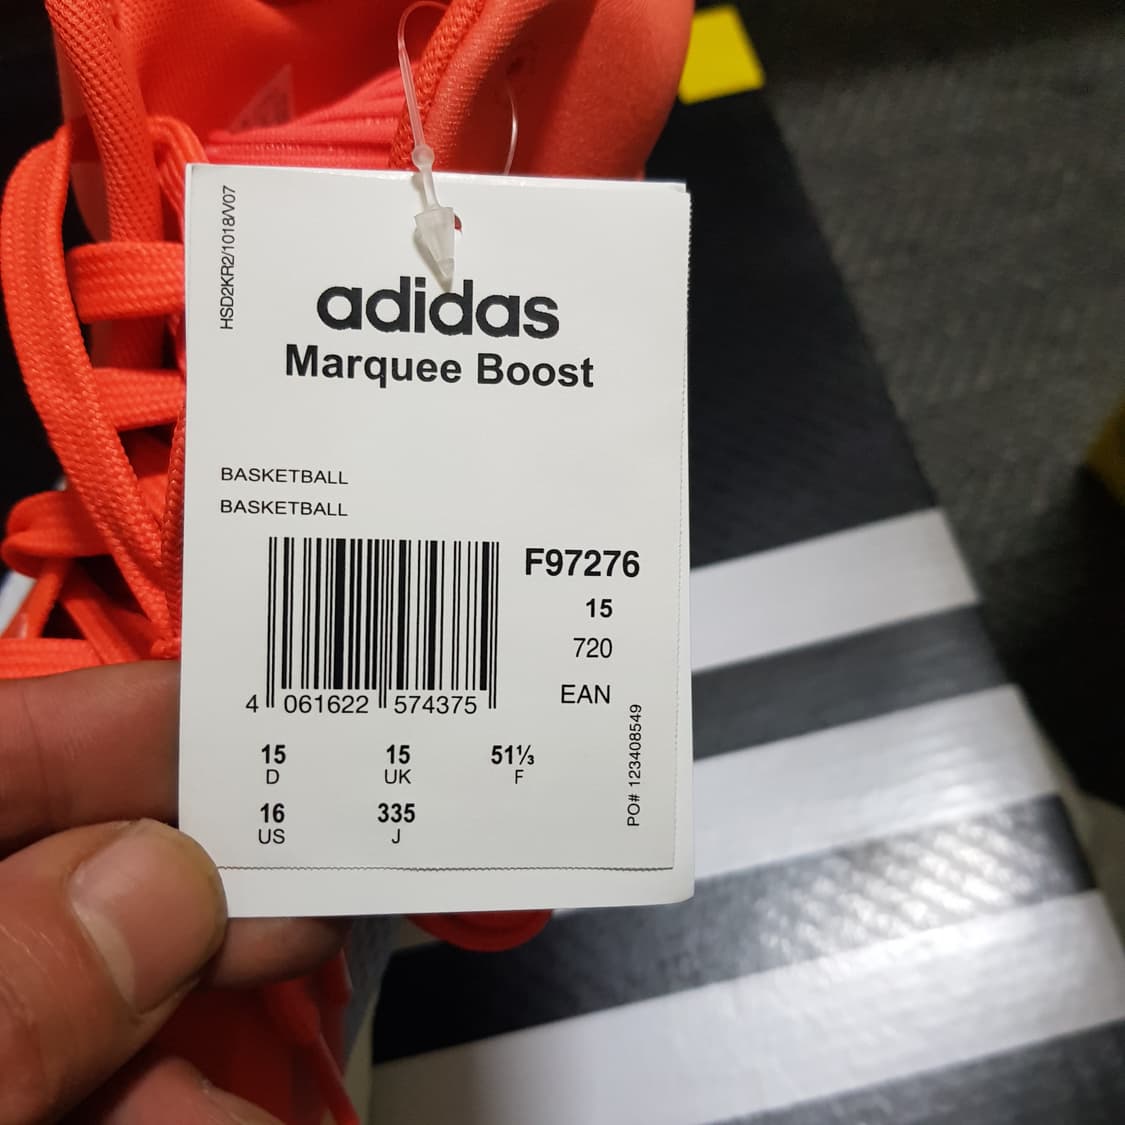 HSD2KR2/1018/V07
adidas
Marquee Boost
BASKETBALL
BASKETBALL
F97276
15
720
EAN
4 061622 574375
PO# 123408549
15 15 51⅓
D UK F
16 335
US J